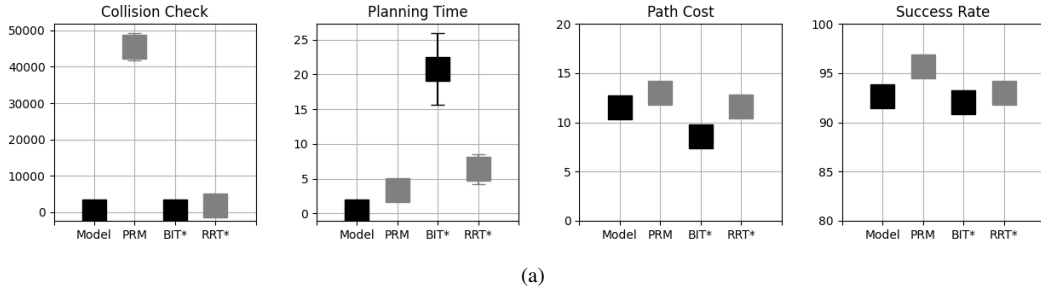 Collision Check
50000
40000
30000
20000
10000
0
Model PRM BIT* RRT*
Planning Time
25
20
15
10
5
0
Model PRM BIT* RRT*
Path Cost
20
15
10
5
0
Model PRM BIT* RRT*
Success Rate
100
95
90
85
80
Model PRM BIT* RRT*
(a)